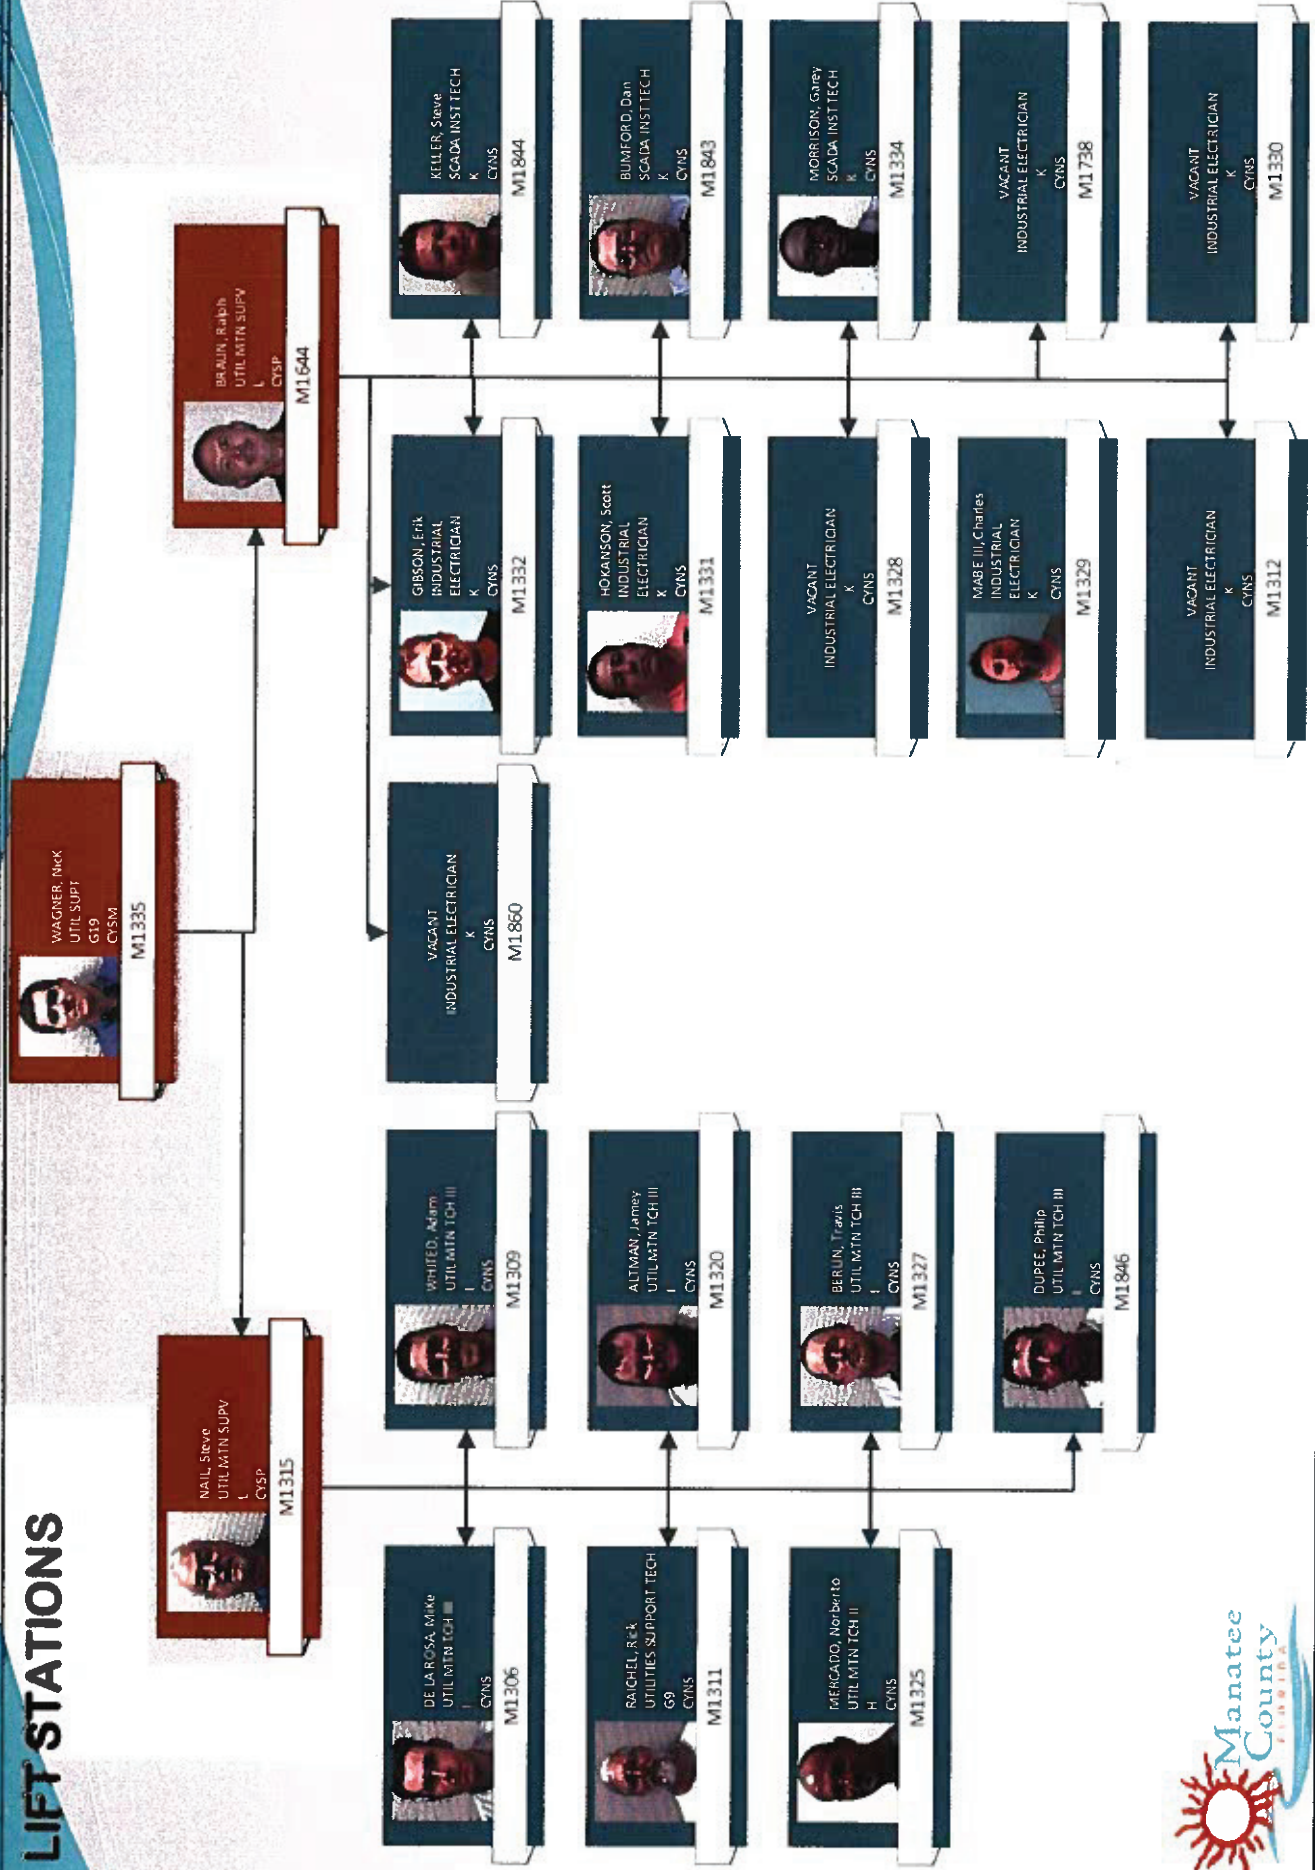 LIFT STATIONS
WAGNER, Nick
UTIL SUPT
G19
CYSM
M1335
NAIL, Steve
UTIL MTN SUPV
L
CYSP
M1315
BRAUN, Ralph
UTIL MTN SUPV
L
CYSP
M1644
DE LA ROSA, Mike
UTIL MTN TCH III
I
CYNS
M1306
WHITED, Adam
UTIL MTN TCH III
I
CYNS
M1309
VACANT
INDUSTRIAL ELECTRICIAN
K
CYNS
M1860
GIBSON, Erik
INDUSTRIAL
ELECTRICIAN
K
CYNS
M1332
KELLER, Steve
SCADA INST TECH
K
CYNS
M1844
RAICHEL, Rick
UTILITIES SUPPORT TECH
G9
CYNS
M1311
ALTMAN, Jamey
UTIL MTN TCH III
I
CYNS
M1320
HOKANSON, Scott
INDUSTRIAL
ELECTRICIAN
K
CYNS
M1331
BUMFORD, Dan
SCADA INST TECH
K
CYNS
M1843
MERCADO, Norberto
UTIL MTN TCH II
H
CYNS
M1325
BERLIN, Travis
UTIL MTN TCH III
I
CYNS
M1327
VACANT
INDUSTRIAL ELECTRICIAN
K
CYNS
M1328
MORRISON, Garey
SCADA INST TECH
K
CYNS
M1334
DUPEE, Philip
UTIL MTN TCH III
I
CYNS
M1846
MABE III, Charles
INDUSTRIAL
ELECTRICIAN
K
CYNS
M1329
VACANT
INDUSTRIAL ELECTRICIAN
K
CYNS
M1738
VACANT
INDUSTRIAL ELECTRICIAN
K
CYNS
M1312
VACANT
INDUSTRIAL ELECTRICIAN
K
CYNS
M1330
Manatee
County
FLORIDA